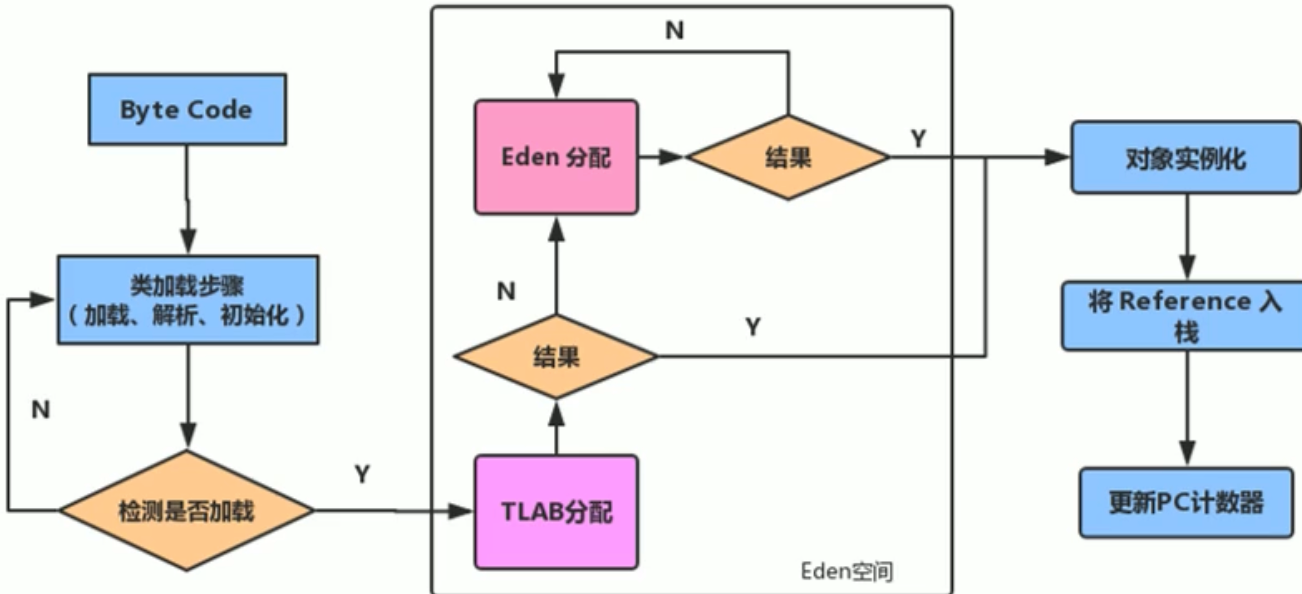 Byte Code
类加载步骤
（加载、解析、初始化）
N
检测是否加载
Y
N
Eden 分配
结果
Y
N
结果
Y
TLAB分配
Eden空间
对象实例化
将 Reference 入
栈
更新PC计数器